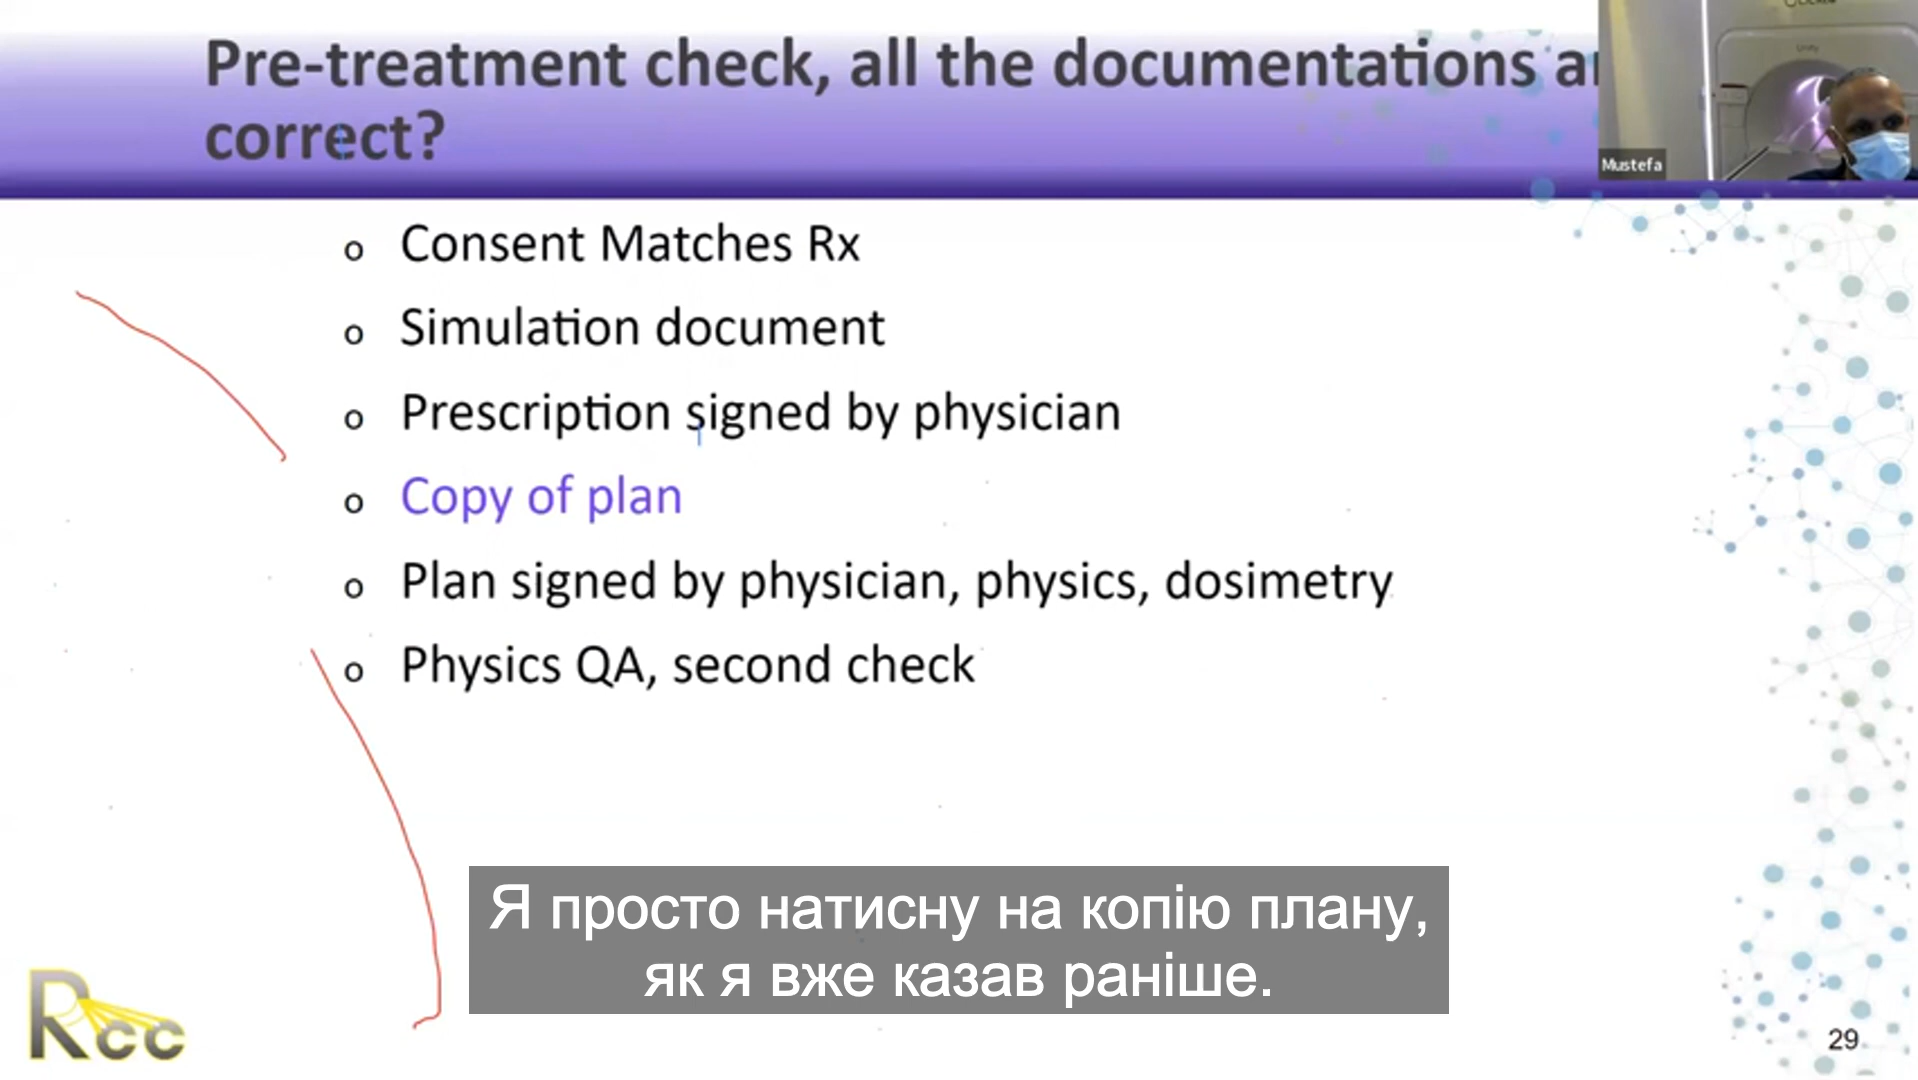 Pre-treatment check, all the documentations
correct?
Mustefa
o Consent Matches Rx
o Simulation document
o Prescription signed by physician
o Copy of plan
o Plan signed by physician, physics, dosimetry
o Physics QA, second check
Я просто натисну на копію плану,
як я вже казав раніше.
Rcc
29